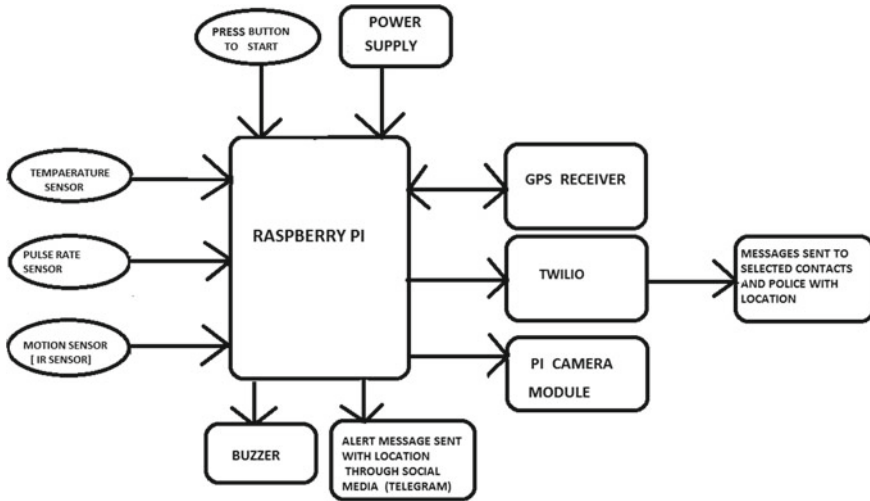 PRESS BUTTON
TO START
POWER
SUPPLY
TEMPAERATURE
SENSOR
PULSE RATE
SENSOR
MOTION SENSOR
[ IR SENSOR]
RASPBERRY PI
GPS RECEIVER
TWILIO
MESSAGES SENT TO
SELECTED CONTACTS
AND POLICE WITH
LOCATION
PI CAMERA
MODULE
BUZZER
ALERT MESSAGE SENT
WITH LOCATION
THROUGH SOCIAL
MEDIA (TELEGRAM)